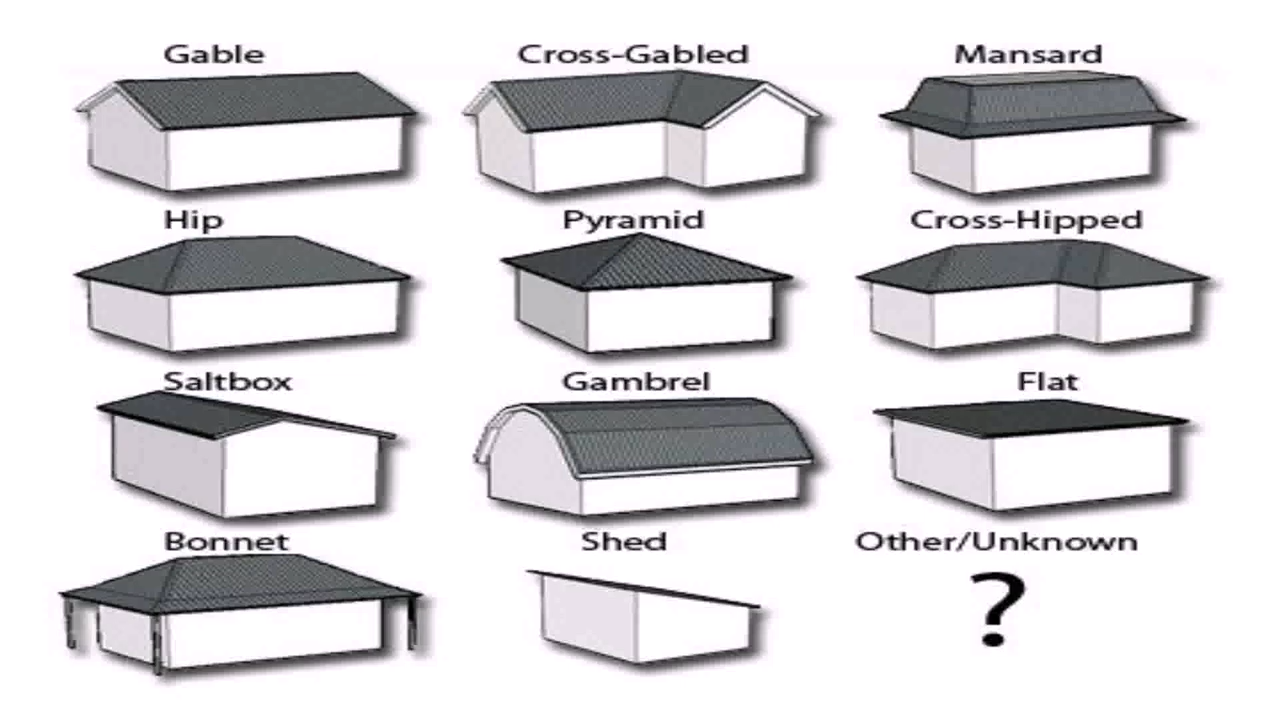 Gable
Cross-Gabled
Mansard
Hip
Pyramid
Cross-Hipped
Saltbox
Gambrel
Flat
Bonnet
Shed
Other/Unknown
?